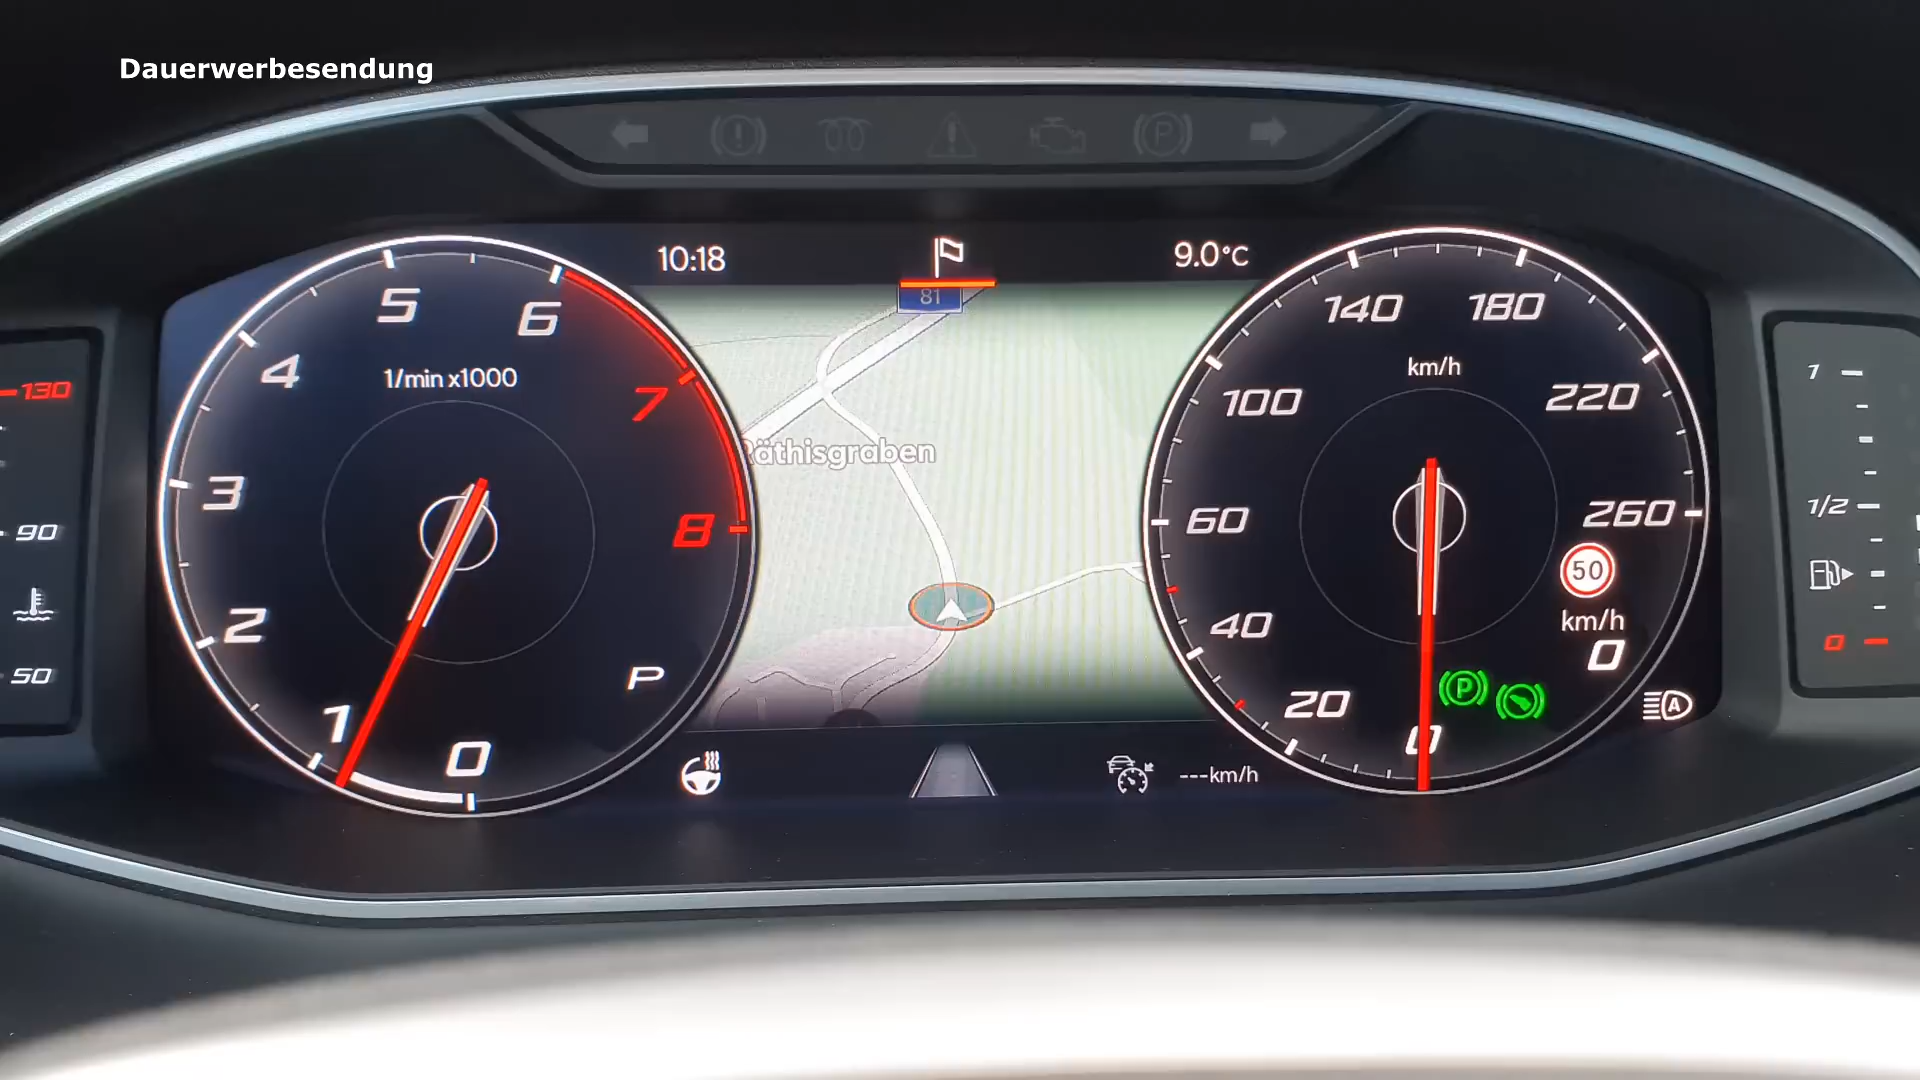 Dauerwerbesendung
10:18
9.0°C
81
Räthisgraben
1/min x1000
0
1
2
3
4
5
6
7
8
P
130
90
50
km/h
0
20
40
60
100
140
180
220
260
50
km/h
0
P
A
---km/h
1
1/2
0